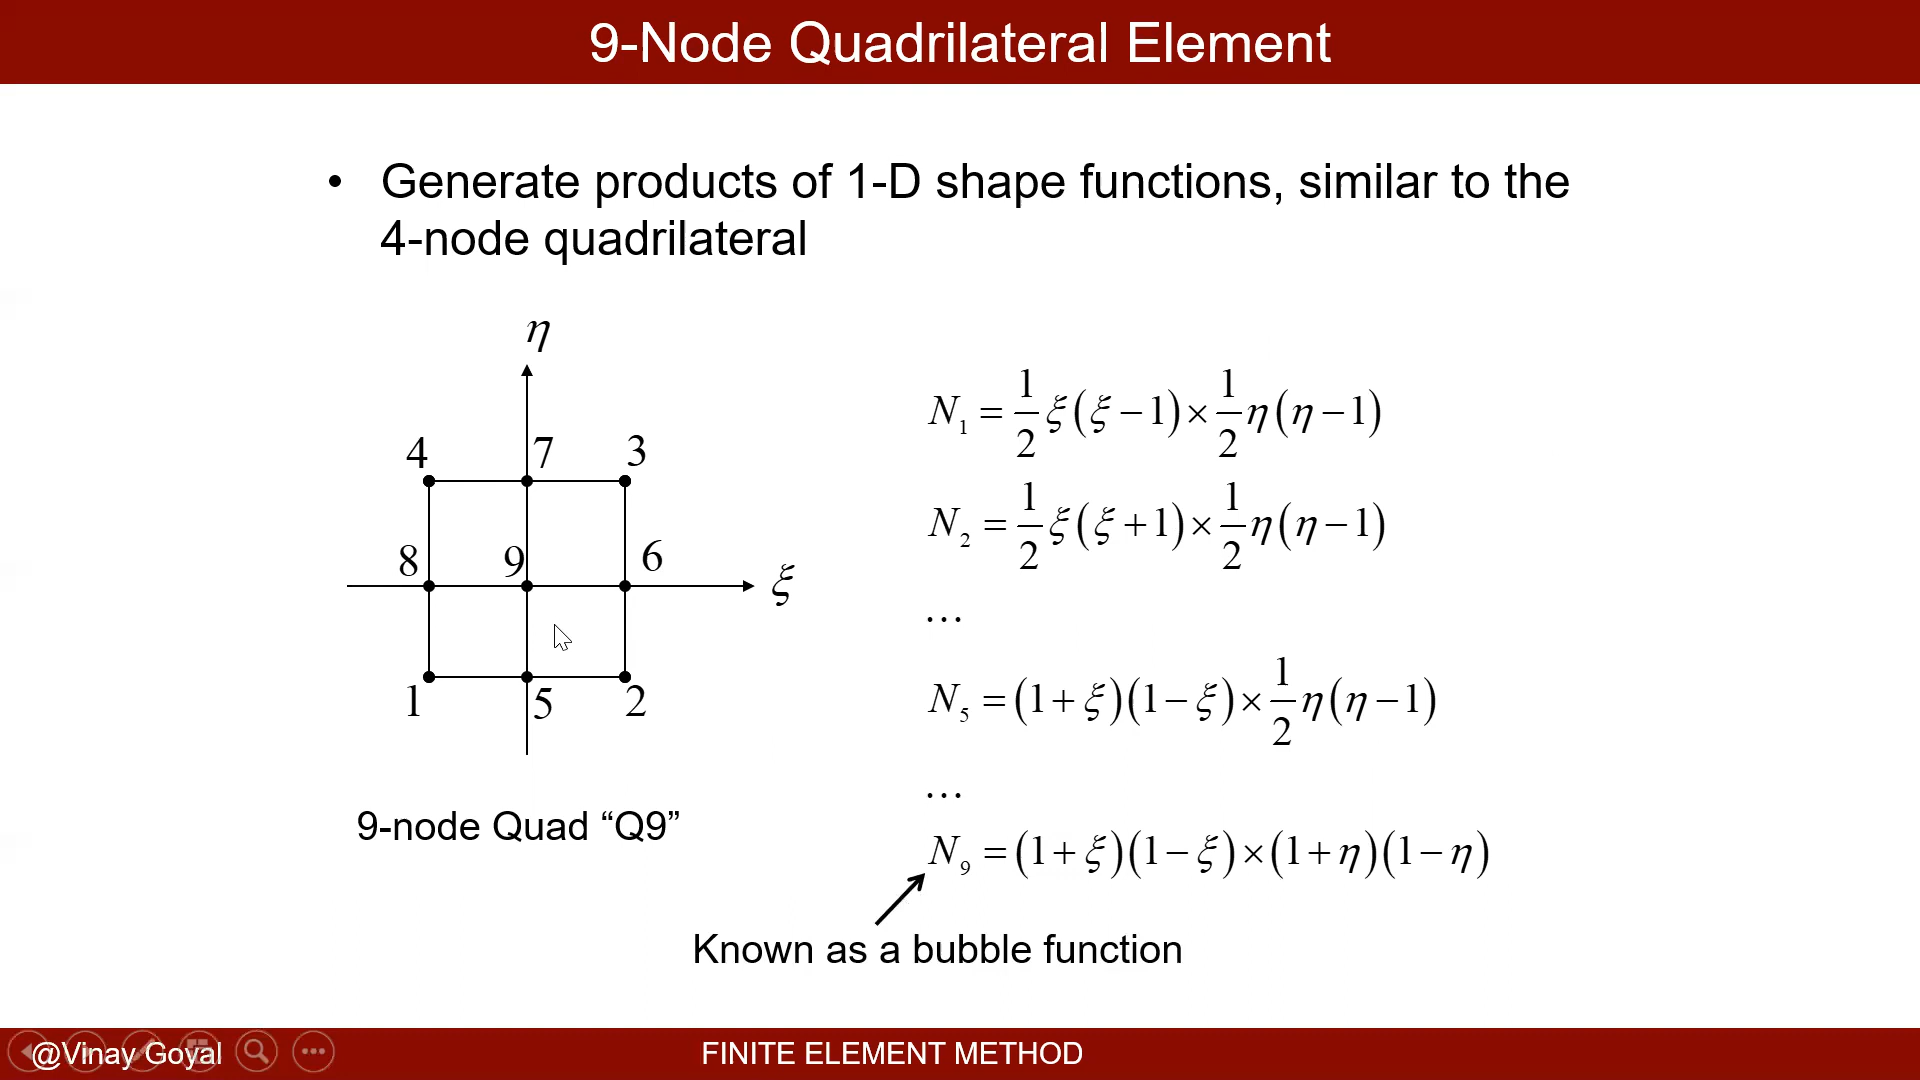 9-Node Quadrilateral Element
• Generate products of 1-D shape functions, similar to the
4-node quadrilateral
η
4 7 3
8 9 6
ξ
1 5 2
9-node Quad “Q9”
N₁ = 1/2 ξ(ξ−1)×1/2 η(η−1)
N₂ = 1/2 ξ(ξ+1)×1/2 η(η−1)
…
N₅ = (1+ξ)(1−ξ)×1/2 η(η−1)
…
N₉ = (1+ξ)(1−ξ)×(1+η)(1−η)
Known as a bubble function
@Vinay Goyal
FINITE ELEMENT METHOD